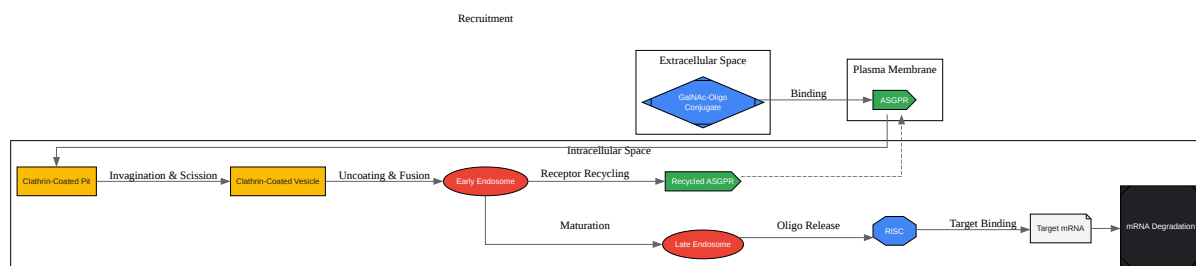 Recruitment
Extracellular Space
Plasma Membrane
GalNAc-Oligo
Conjugate
Binding
ASGPR
Intracellular Space
Clathrin-Coated Pit
Invagination & Scission
Clathrin-Coated Vesicle
Uncoating & Fusion
Early Endosome
Receptor Recycling
Recycled ASGPR
Maturation
Late Endosome
Oligo Release
RISC
Target Binding
Target mRNA
mRNA Degradation